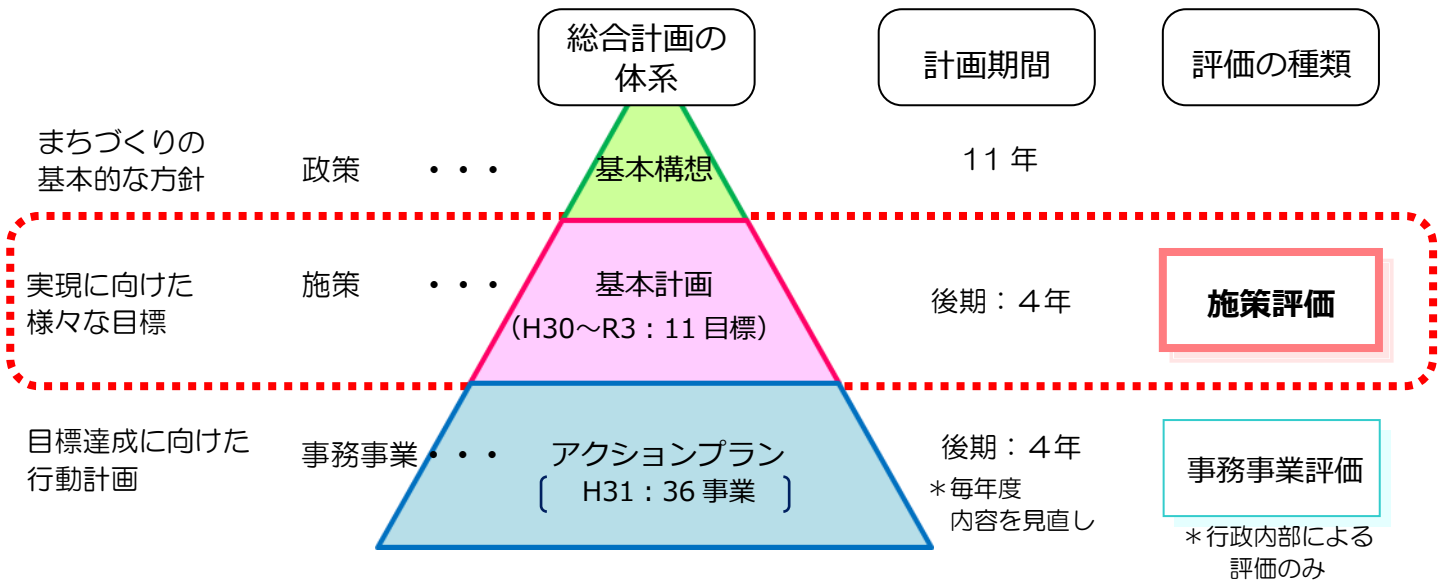 総合計画の
体系
計画期間
評価の種類
まちづくりの
基本的な方針
政策 ・・・ 基本構想
11 年
実現に向けた
様々な目標
施策 ・・・ 基本計画
(H30～R3：11 目標)
後期：４年
施策評価
目標達成に向けた
行動計画
事務事業・・・ アクションプラン
〔 H31：36 事業 〕
後期：４年
＊毎年度
内容を見直し
事務事業評価
＊行政内部による
評価のみ